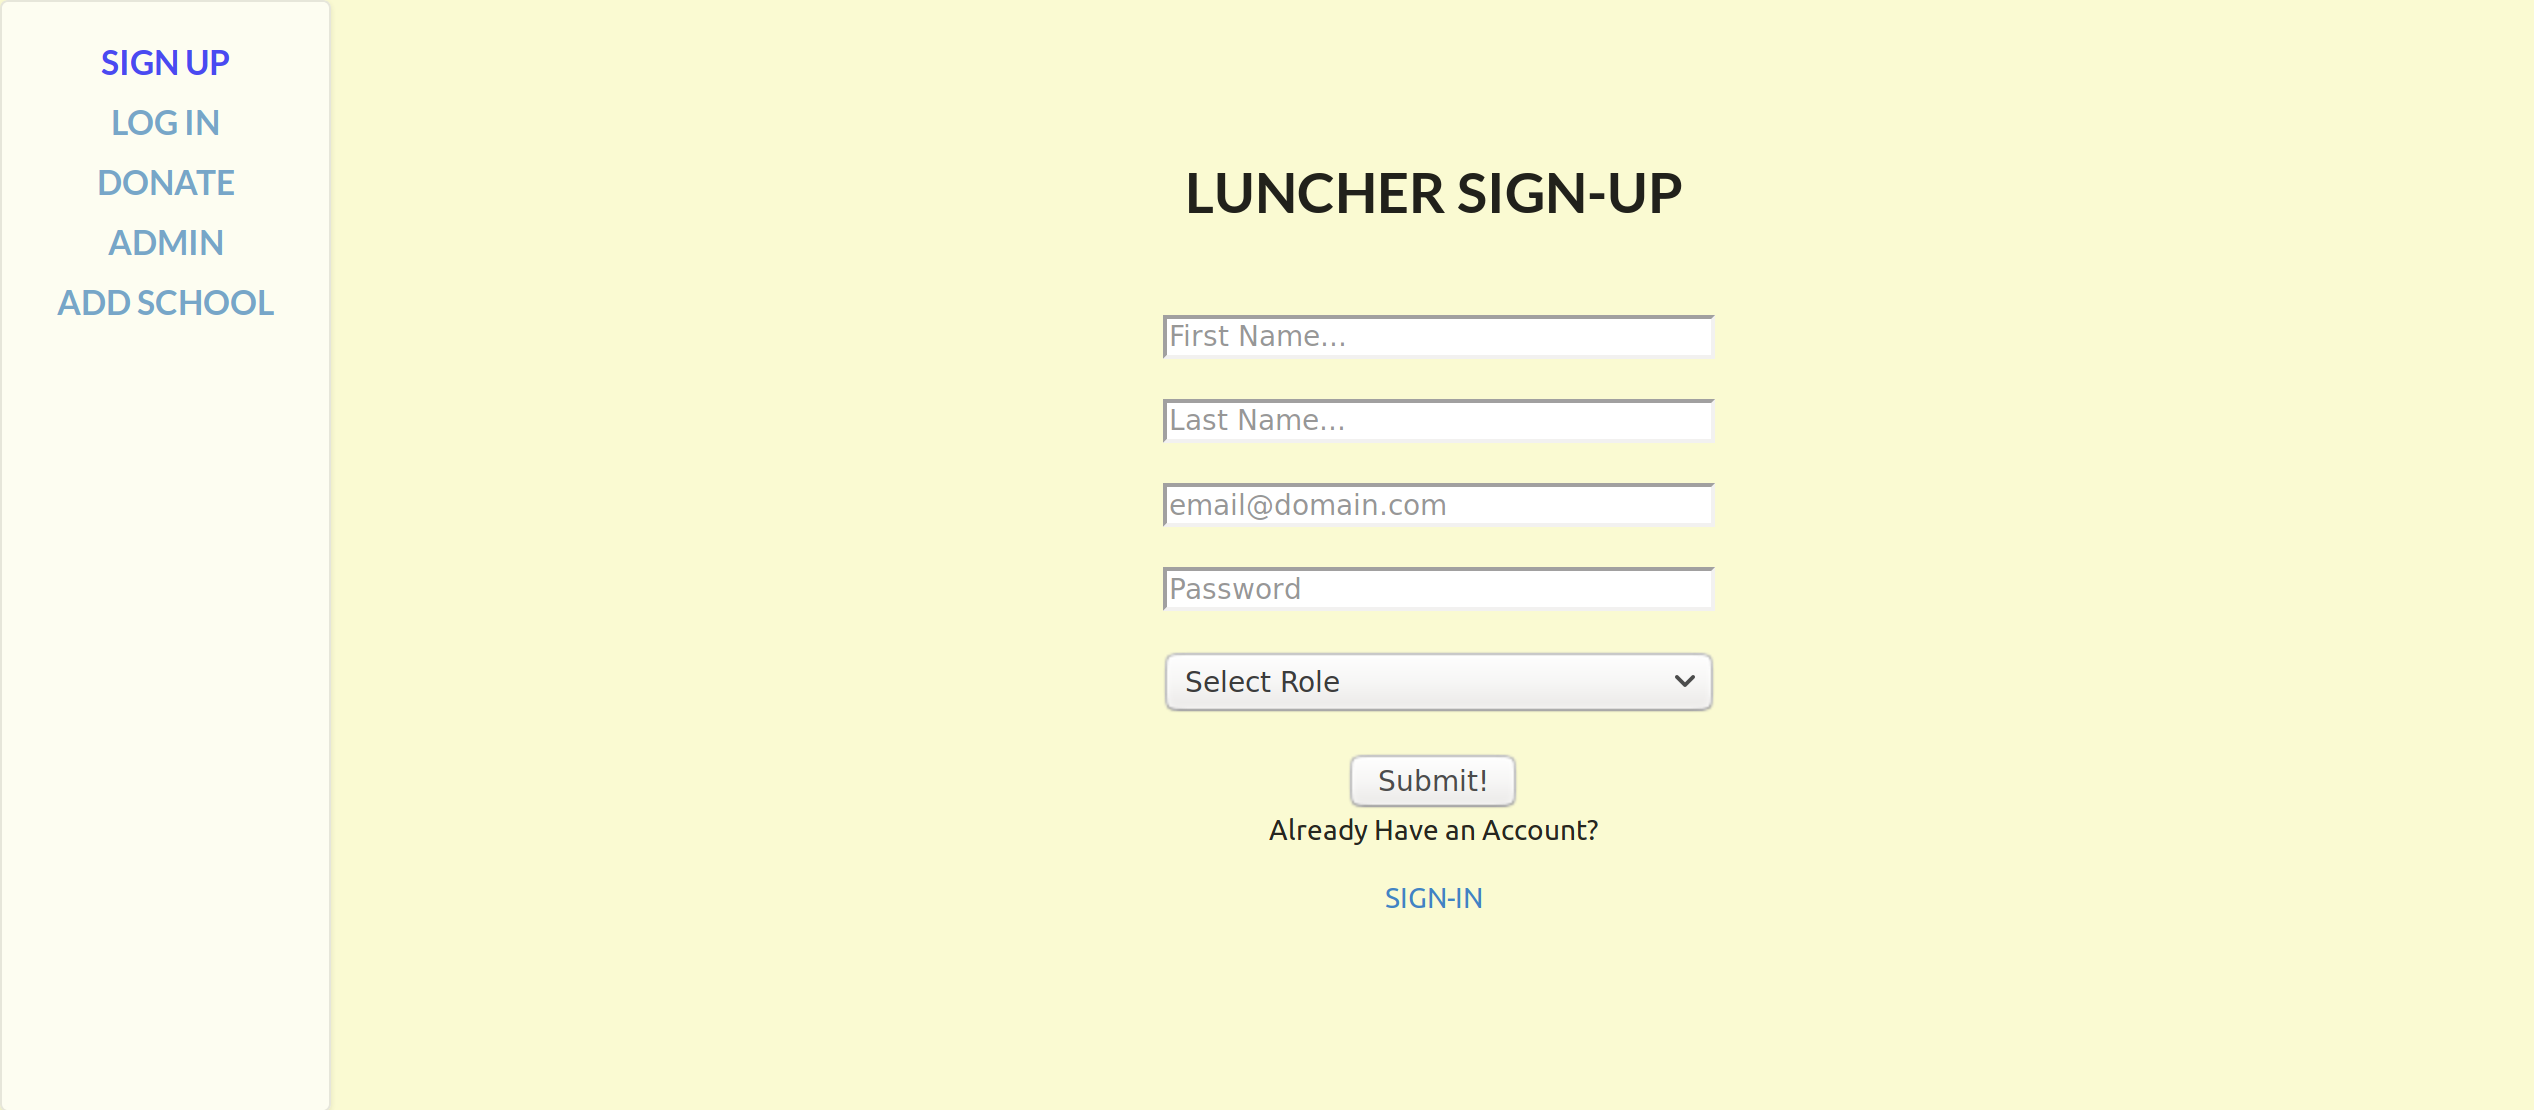 SIGN UP
LOG IN
DONATE
ADMIN
ADD SCHOOL
LUNCHER SIGN-UP
First Name...
Last Name...
email@domain.com
Password
Select Role
Submit!
Already Have an Account?
SIGN-IN